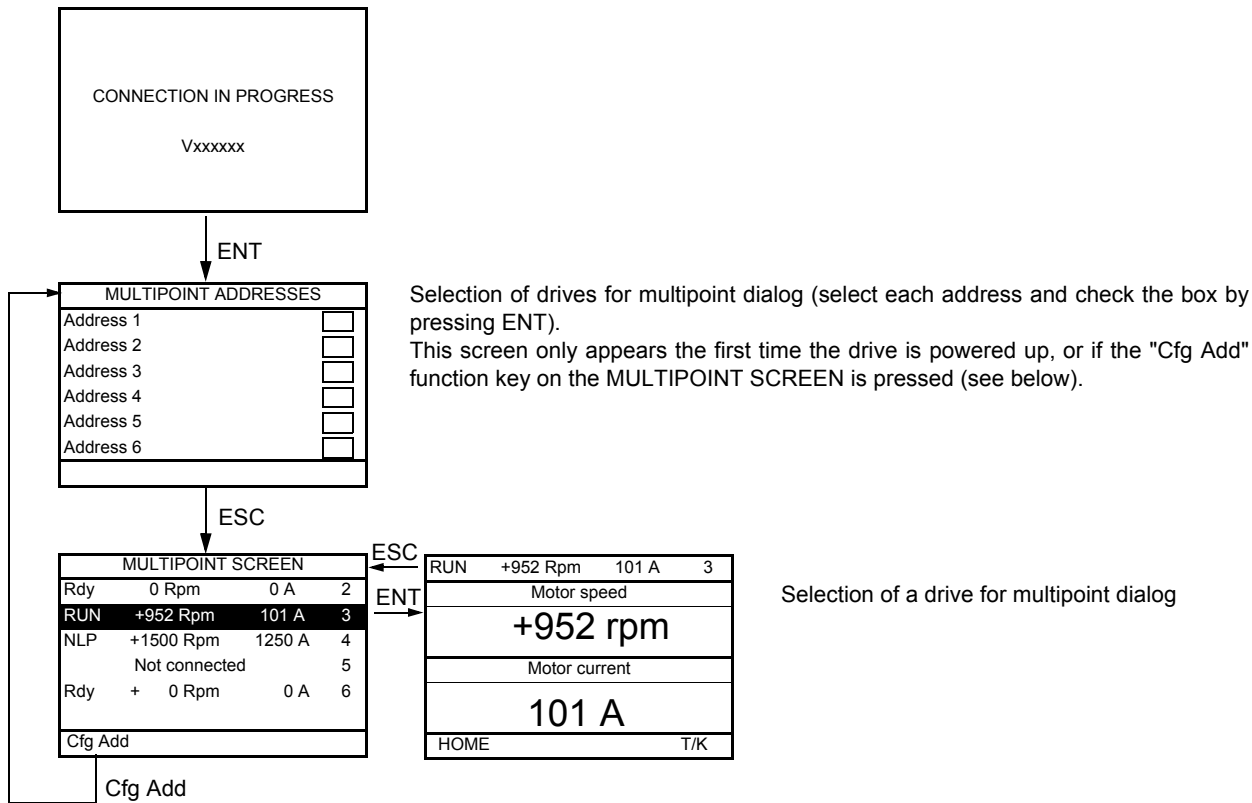 CONNECTION IN PROGRESS
Vxxxxxx
ENT
MULTIPOINT ADDRESSES
Address 1
Address 2
Address 3
Address 4
Address 5
Address 6
Selection of drives for multipoint dialog (select each address and check the box by
pressing ENT).
This screen only appears the first time the drive is powered up, or if the "Cfg Add"
function key on the MULTIPOINT SCREEN is pressed (see below).
ESC
MULTIPOINT SCREEN
Rdy 0 Rpm 0 A 2
RUN +952 Rpm 101 A 3
NLP +1500 Rpm 1250 A 4
Not connected 5
Rdy + 0 Rpm 0 A 6
Cfg Add
ESC
ENT
RUN +952 Rpm 101 A 3
Motor speed
+952 rpm
Motor current
101 A
HOME T/K
Selection of a drive for multipoint dialog
Cfg Add